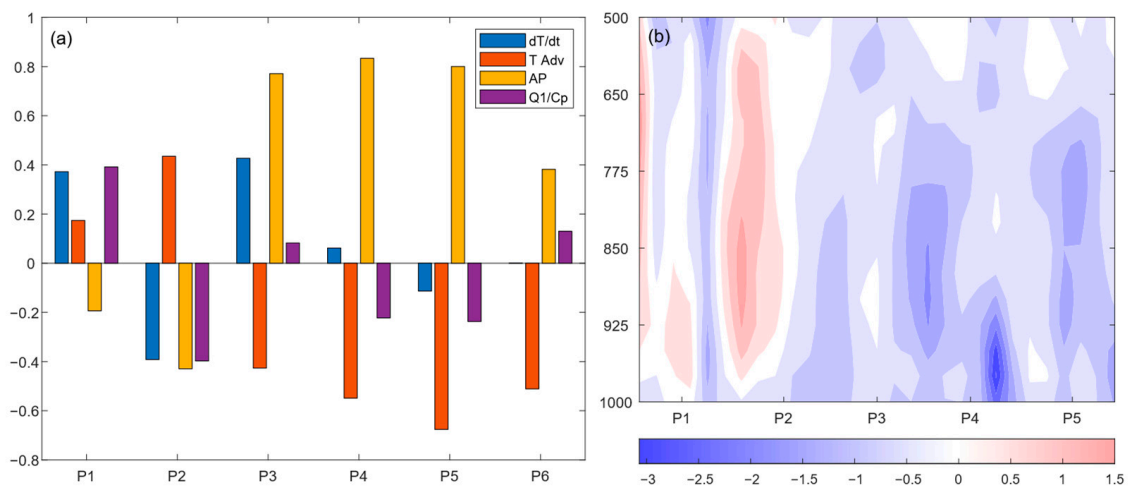 (a)
dT/dt
T Adv
AP
Q1/Cp
1
0.8
0.6
0.4
0.2
0
−0.2
−0.4
−0.6
−0.8
P1 P2 P3 P4 P5 P6
(b)
500
650
775
850
925
1000
P1 P2 P3 P4 P5
−3 −2.5 −2 −1.5 −1 −0.5 0 0.5 1 1.5